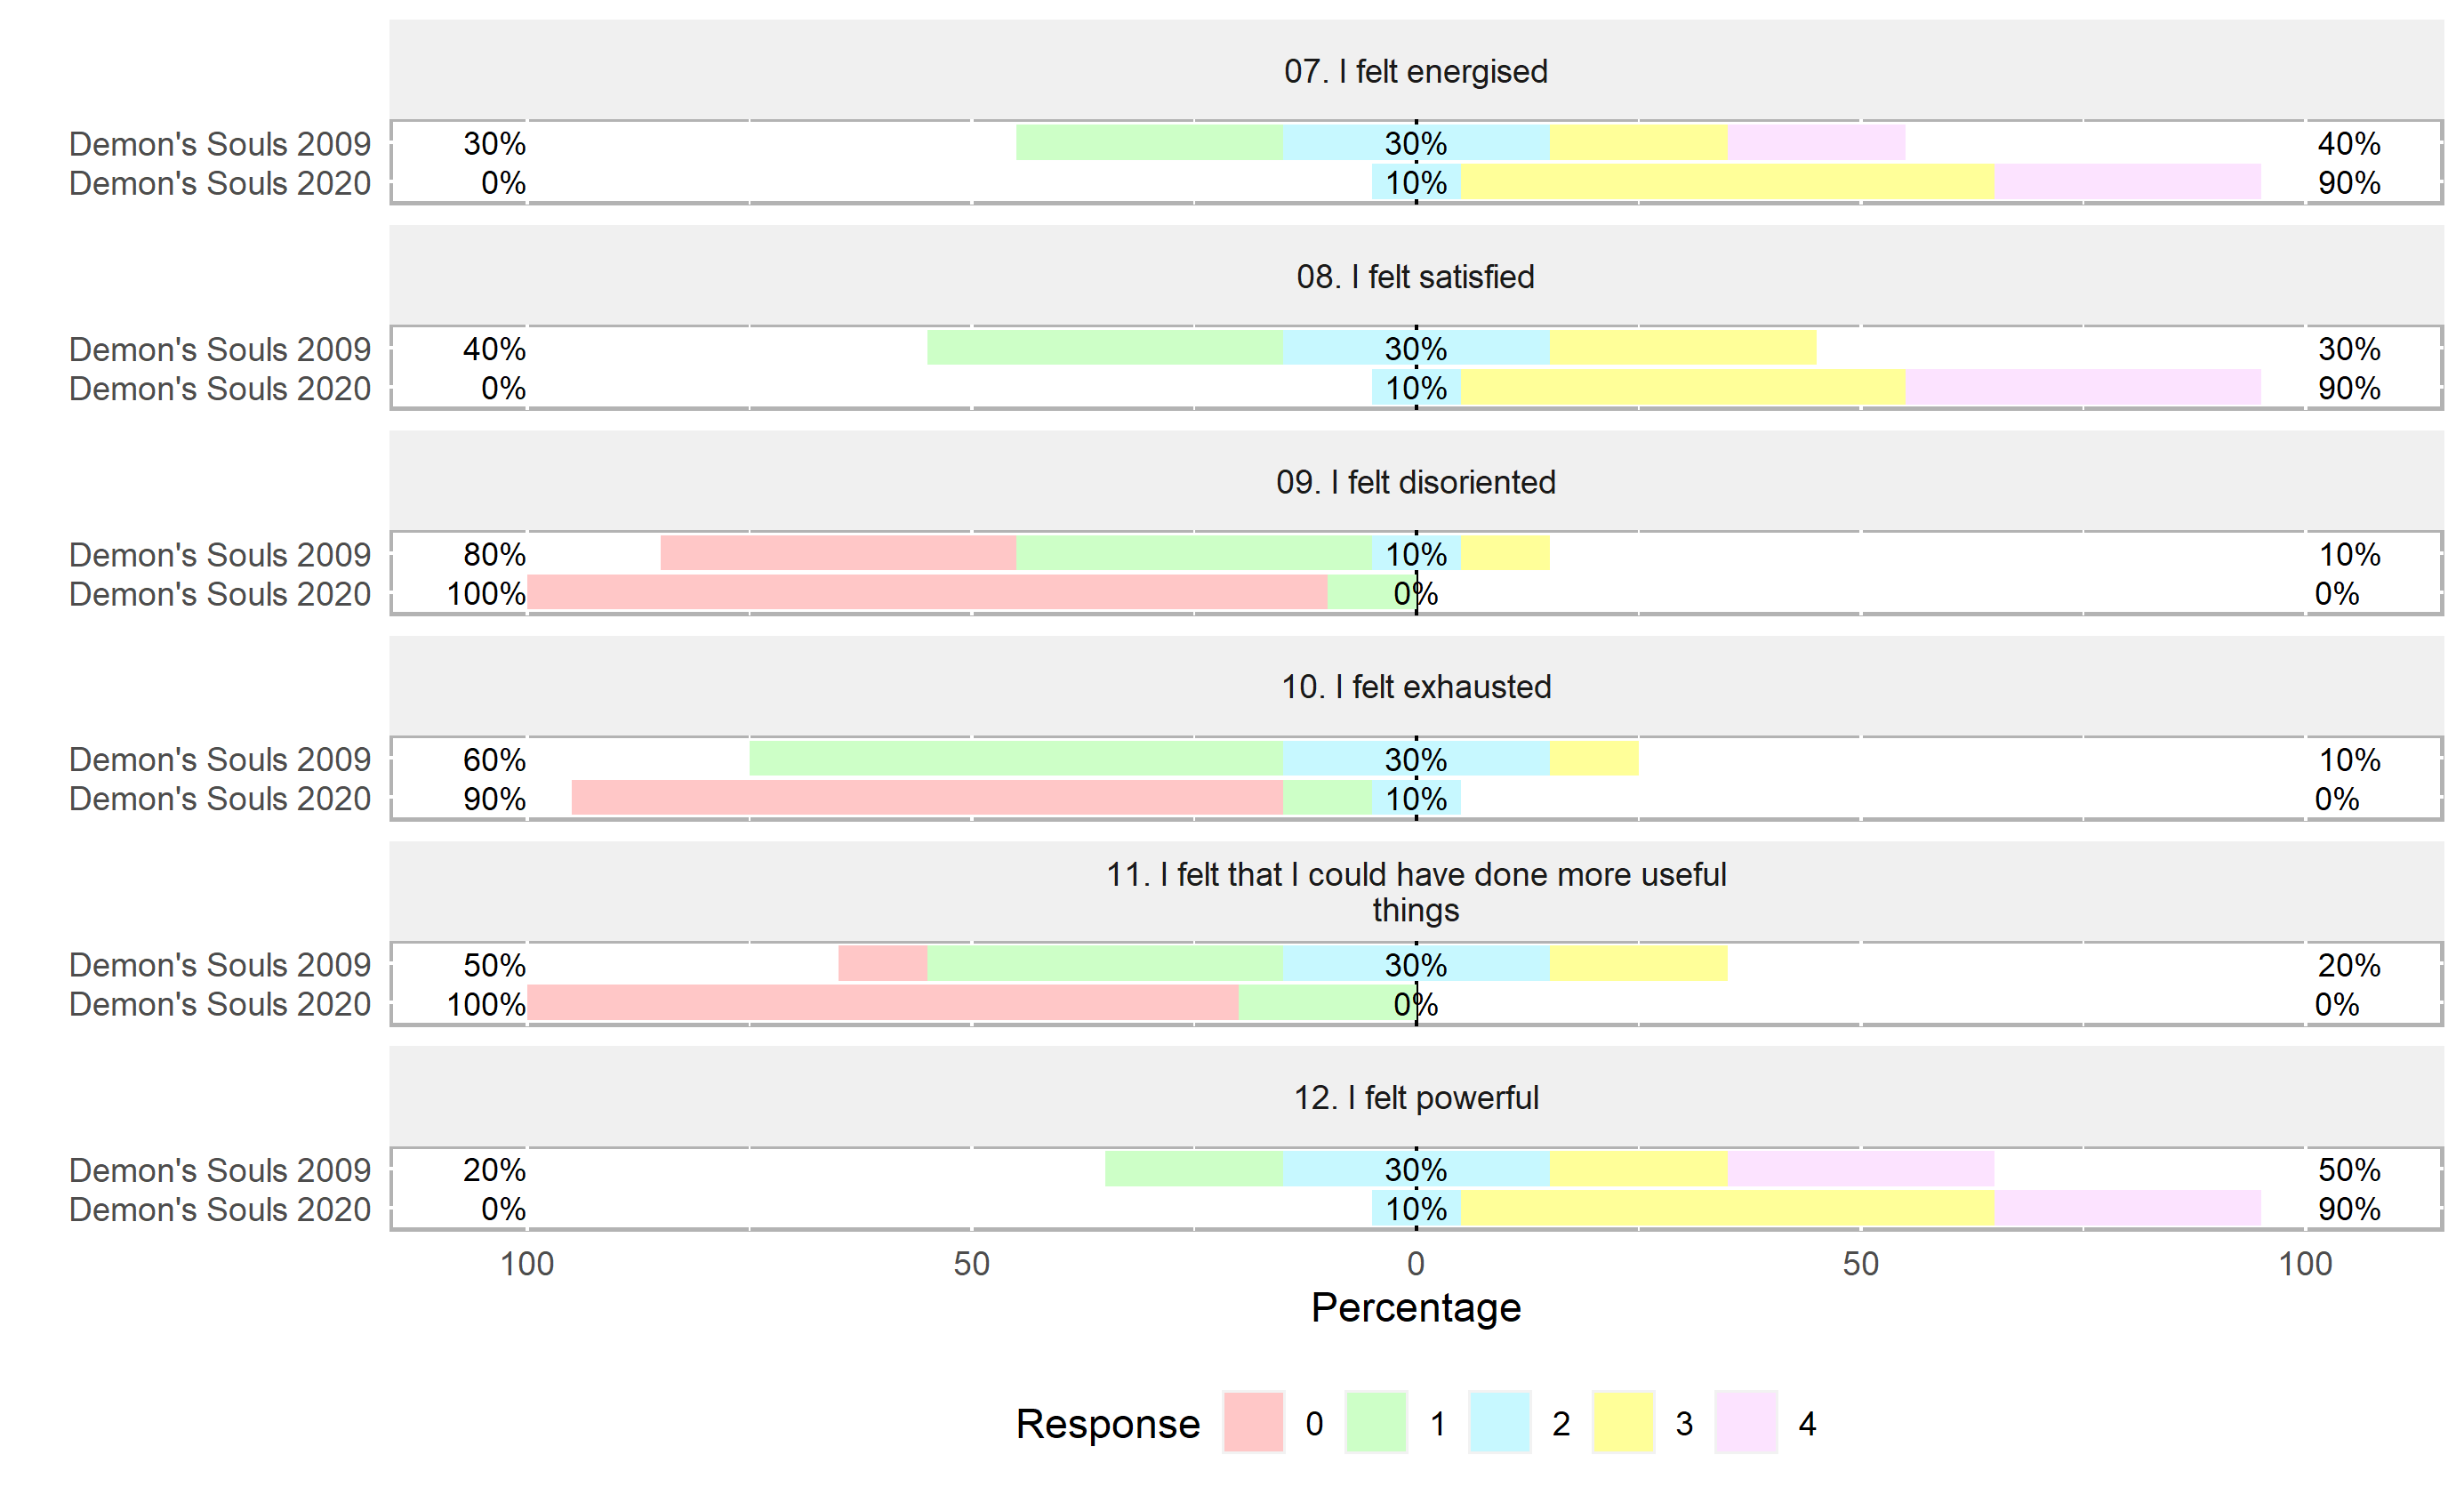 07. I felt energised
Demon's Souls 2009 30% 30% 40%
Demon's Souls 2020 0% 10% 90%
08. I felt satisfied
Demon's Souls 2009 40% 30% 30%
Demon's Souls 2020 0% 10% 90%
09. I felt disoriented
Demon's Souls 2009 80% 10% 10%
Demon's Souls 2020 100% 0% 0%
10. I felt exhausted
Demon's Souls 2009 60% 30% 10%
Demon's Souls 2020 90% 10% 0%
11. I felt that I could have done more useful
things
Demon's Souls 2009 50% 30% 20%
Demon's Souls 2020 100% 0% 0%
12. I felt powerful
Demon's Souls 2009 20% 30% 50%
Demon's Souls 2020 0% 10% 90%
100 50 0 50 100
Percentage
Response 0 1 2 3 4